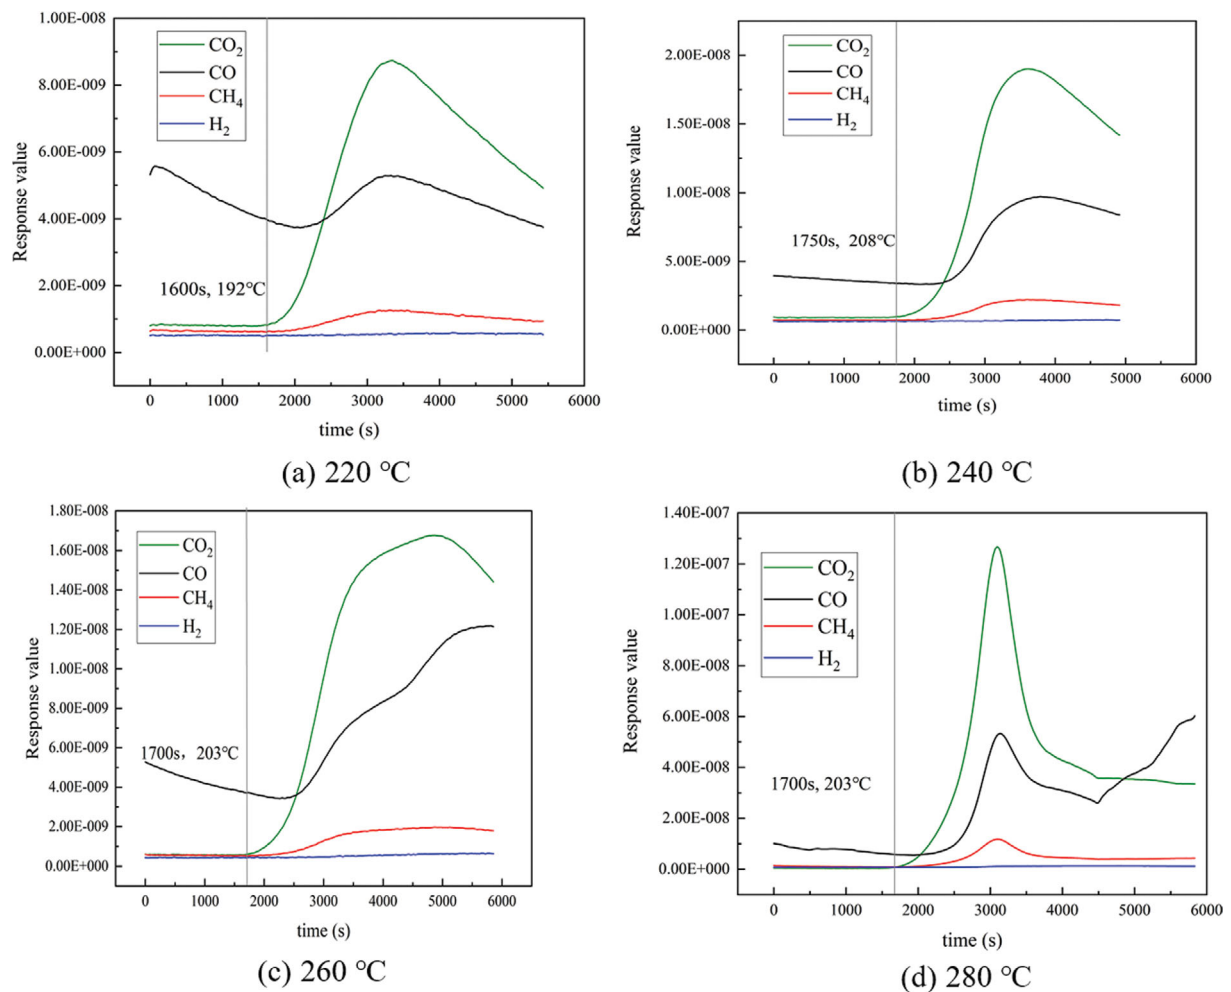 1.00E-008
8.00E-009
6.00E-009
4.00E-009
2.00E-009
0.00E+000
Response value
CO2
CO
CH4
H2
1600s, 192℃
0 1000 2000 3000 4000 5000 6000
time (s)
(a) 220 ℃
2.00E-008
1.50E-008
1.00E-008
5.00E-009
0.00E+000
Response value
CO2
CO
CH4
H2
1750s, 208℃
0 1000 2000 3000 4000 5000 6000
time (s)
(b) 240 ℃
1.80E-008
1.60E-008
1.40E-008
1.20E-008
1.00E-008
8.00E-009
6.00E-009
4.00E-009
2.00E-009
0.00E+000
Response value
CO2
CO
CH4
H2
1700s, 203℃
0 1000 2000 3000 4000 5000 6000
time (s)
(c) 260 ℃
1.40E-007
1.20E-007
1.00E-007
8.00E-008
6.00E-008
4.00E-008
2.00E-008
0.00E+000
Response value
CO2
CO
CH4
H2
1700s, 203℃
0 1000 2000 3000 4000 5000 6000
time (s)
(d) 280 ℃